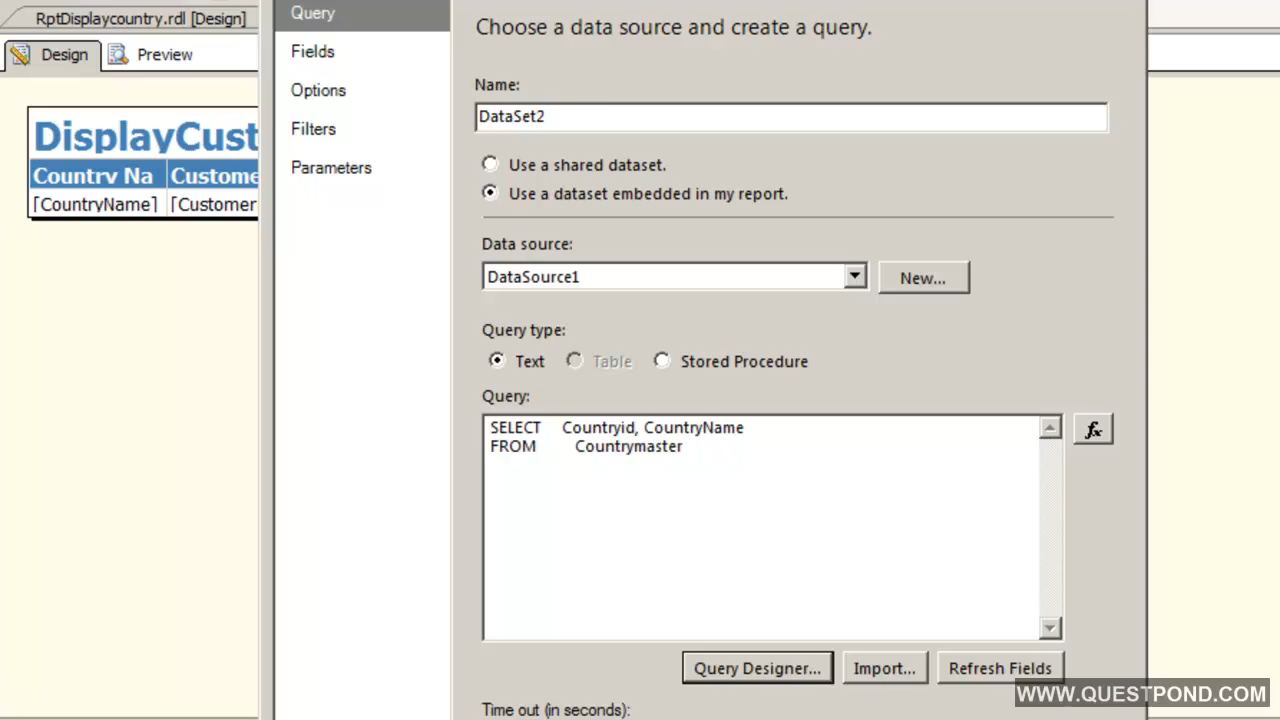 RptDisplaycountry.rdl [Design]
Design
Preview
DisplayCust
Country Na
Custome
[CountryName]
[Customer
Query
Fields
Options
Filters
Parameters
Choose a data source and create a query.
Name:
DataSet2
Use a shared dataset.
Use a dataset embedded in my report.
Data source:
DataSource1
New...
Query type:
Text
Table
Stored Procedure
Query:
SELECT Countryid, CountryName
FROM Countrymaster
fx
Query Designer...
Import...
Refresh Fields
Time out (in seconds):
WWW.QUESTPOND.COM